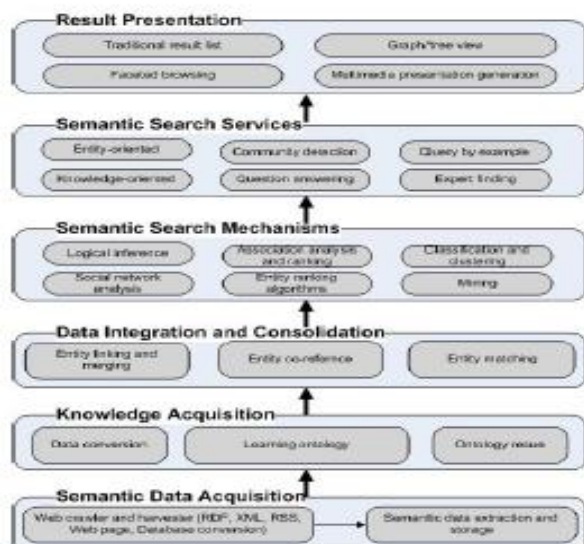 Result Presentation
Traditional result list
Graph/tree view
Faceted browsing
Multimedia presentation generation
Semantic Search Services
Entity-oriented
Community detection
Query by example
Knowledge-oriented
Question answering
Expert finding
Semantic Search Mechanisms
Logical inference
Association analysis
and ranking
Classification and
clustering
Social network
analysis
Entity ranking
algorithms
Mining
Data Integration and Consolidation
Entity linking and
merging
Entity co-refernce
Entity matching
Knowledge Acquisition
Data conversion
Learning ontology
Ontology reuse
Semantic Data Acquisition
Web crawler and harvester (RDF, XML, RSS,
Web page, Database conversion)
Semantic data extraction and
storage